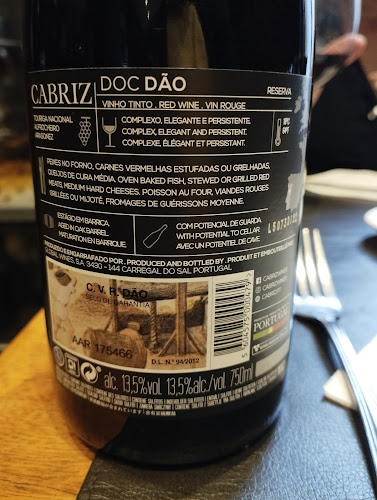 CABRIZ
DOC DÃO
RESERVA
VINHO TINTO . RED WINE . VIN ROUGE
TOURIGA NACIONAL
ALFROCHEIRO
ARAGONEZ
COMPLEXO, ELEGANTE E PERSISTENTE.
COMPLEX, ELEGANT AND PERSISTENT.
COMPLEXE, ÉLÉGANT ET PERSISTANT.
PEIXES NO FORNO, CARNES VERMELHAS ESTUFADAS OU GRELHADAS,
QUEIJOS DE CURA MÉDIA. OVEN BAKED FISH, STEWED OR GRILLED RED
MEATS, MEDIUM HARD CHEESES. POISSON AU FOUR, VIANDES ROUGES
GRILLÉES OU MIJOTÉ, FROMAGES DE GUÉRISSONS MOYENNE.
ESTÁGIO EM BARRICA.
AGED IN OAK BARREL.
MATURATION EN BARRIQUE.
COM POTENCIAL DE GUARDA.
WITH POTENTIAL TO CELLAR
AVEC UN POTENTIEL DE CAVE.
PRODUZIDO E ENGARRAFADO POR. PRODUCED AND BOTTLED BY. PRODUIT ET EMBOUTEILLÉ
WINES, S.A. 3430 - 144 CARREGAL DO SAL PORTUGAL
C. V. R. DÃO
SELO DE GARANTIA
AAR 175466
D.L. N.º 94/2012
PORTUGAL
alc. 13,5%vol. 13,5%alc./vol. 750ml